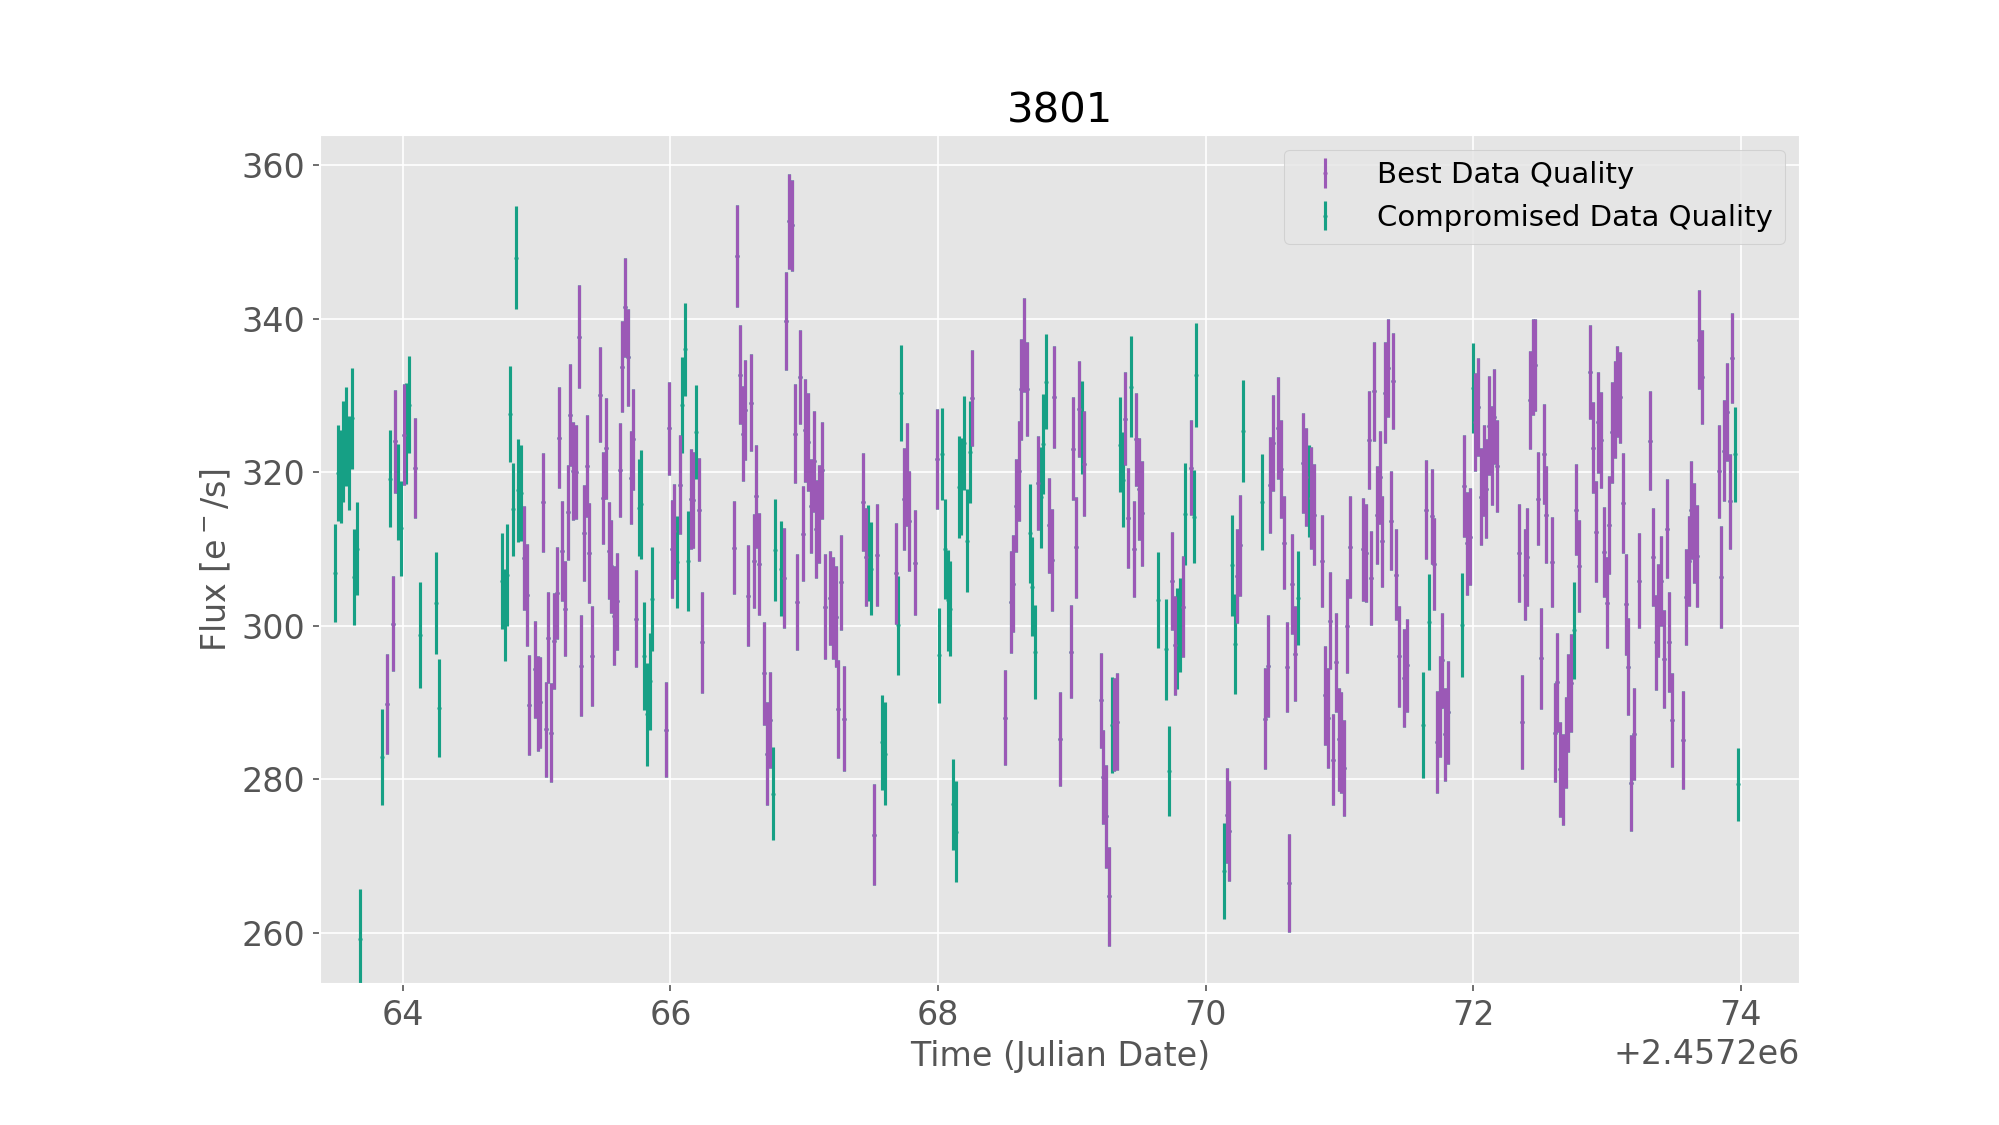 3801
Best Data Quality
Compromised Data Quality
360
340
320
300
280
260
Flux [e⁻/s]
64 66 68 70 72 74
Time (Julian Date)
+2.4572e6